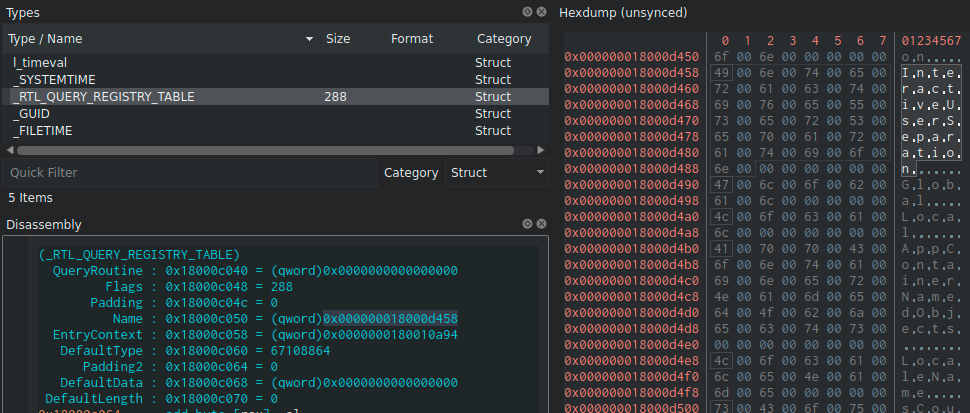 Types
Type / Name Size Format Category
l_timeval Struct
_SYSTEMTIME Struct
_RTL_QUERY_REGISTRY_TABLE 288 Struct
_GUID Struct
_FILETIME Struct
Quick Filter Category Struct
5 Items
Disassembly
(_RTL_QUERY_REGISTRY_TABLE)
QueryRoutine : 0x18000c040 = (qword)0x0000000000000000
Flags : 0x18000c048 = 288
Padding : 0x18000c04c = 0
Name : 0x18000c050 = (qword)0x000000018000d458
EntryContext : 0x18000c058 = (qword)0x0000000180010a94
DefaultType : 0x18000c060 = 67108864
Padding2 : 0x18000c064 = 0
DefaultData : 0x18000c068 = (qword)0x0000000000000000
DefaultLength : 0x18000c070 = 0
Hexdump (unsynced)
0 1 2 3 4 5 6 7 01234567
0x000000018000d450 6f 00 6e 00 00 00 00 00 o.n.....
0x000000018000d458 49 00 6e 00 74 00 65 00 I.n.t.e.
0x000000018000d460 72 00 61 00 63 00 74 00 r.a.c.t.
0x000000018000d468 69 00 76 00 65 00 55 00 i.v.e.U.
0x000000018000d470 73 00 65 00 72 00 53 00 s.e.r.S.
0x000000018000d478 65 00 70 00 61 00 72 00 e.p.a.r.
0x000000018000d480 61 00 74 00 69 00 6f 00 a.t.i.o.
0x000000018000d488 6e 00 00 00 00 00 00 00 n.......
0x000000018000d490 47 00 6c 00 6f 00 62 00 G.l.o.b.
0x000000018000d498 61 00 6c 00 00 00 00 00 a.l.....
0x000000018000d4a0 4c 00 6f 00 63 00 61 00 L.o.c.a.
0x000000018000d4a8 6c 00 00 00 00 00 00 00 l.......
0x000000018000d4b0 41 00 70 00 70 00 43 00 A.p.p.C.
0x000000018000d4b8 6f 00 6e 00 74 00 61 00 o.n.t.a.
0x000000018000d4c0 69 00 6e 00 65 00 72 00 i.n.e.r.
0x000000018000d4c8 4e 00 61 00 6d 00 65 00 N.a.m.e.
0x000000018000d4d0 64 00 4f 00 62 00 6a 00 d.O.b.j.
0x000000018000d4d8 65 00 63 00 74 00 73 00 e.c.t.s.
0x000000018000d4e0 00 00 00 00 00 00 00 00 ........
0x000000018000d4e8 4c 00 6f 00 63 00 61 00 L.o.c.a.
0x000000018000d4f0 6c 00 65 00 4e 00 61 00 l.e.N.a.
0x000000018000d4f8 6d 00 65 00 00 00 00 00 m.e.....
0x000000018000d500 73 00 43 00 6f 00 75 00 s.C.o.u.